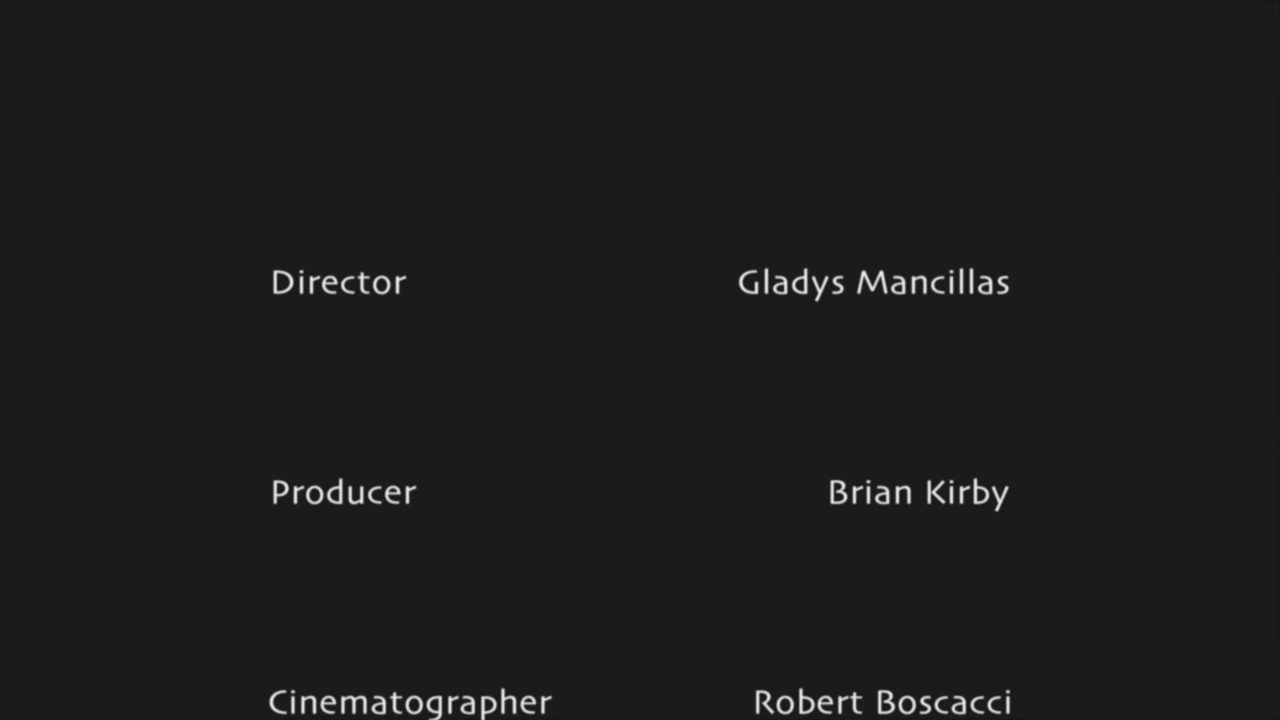 Director Gladys Mancillas
Producer Brian Kirby
Cinematographer Robert Boscacci